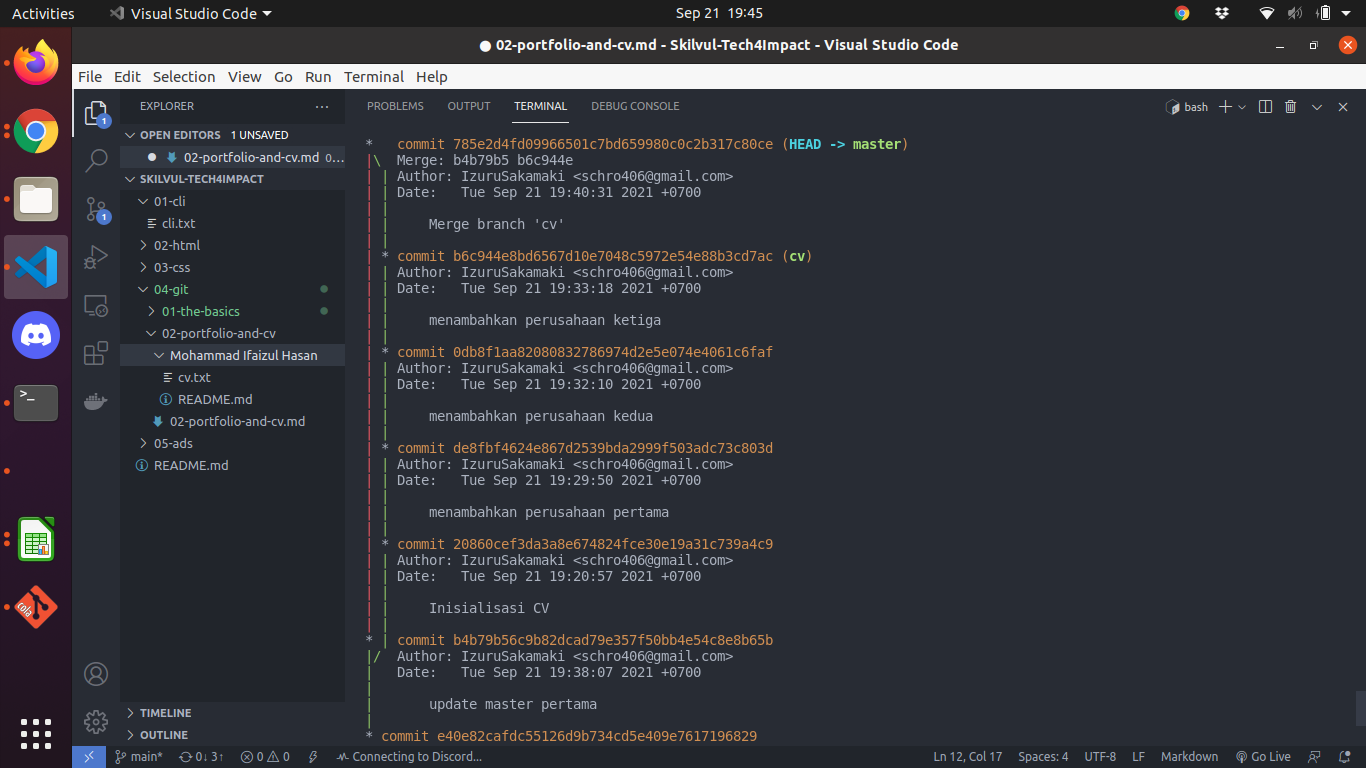 Activities Visual Studio Code Sep 21 19:45
● 02-portfolio-and-cv.md - Skilvul-Tech4Impact - Visual Studio Code
File Edit Selection View Go Run Terminal Help
EXPLORER ...
OPEN EDITORS 1 UNSAVED
02-portfolio-and-cv.md 0...
SKILVUL-TECH4IMPACT
01-cli
cli.txt
02-html
03-css
04-git
01-the-basics
02-portfolio-and-cv
Mohammad Ifaizul Hasan
cv.txt
README.md
02-portfolio-and-cv.md
05-ads
README.md
TIMELINE
OUTLINE
1
1
cola
PROBLEMS OUTPUT TERMINAL DEBUG CONSOLE bash
* commit 785e2d4fd09966501c7bd659980c0c2b317c80ce (HEAD -> master)
|\ Merge: b4b79b5 b6c944e
| | Author: IzuruSakamaki <schro406@gmail.com>
| | Date: Tue Sep 21 19:40:31 2021 +0700
| |
| | Merge branch 'cv'
| |
| * commit b6c944e8bd6567d10e7048c5972e54e88b3cd7ac (cv)
| | Author: IzuruSakamaki <schro406@gmail.com>
| | Date: Tue Sep 21 19:33:18 2021 +0700
| |
| | menambahkan perusahaan ketiga
| |
| * commit 0db8f1aa82080832786974d2e5e074e4061c6faf
| | Author: IzuruSakamaki <schro406@gmail.com>
| | Date: Tue Sep 21 19:32:10 2021 +0700
| |
| | menambahkan perusahaan kedua
| |
| * commit de8fbf4624e867d2539bda2999f503adc73c803d
| | Author: IzuruSakamaki <schro406@gmail.com>
| | Date: Tue Sep 21 19:29:50 2021 +0700
| |
| | menambahkan perusahaan pertama
| |
| * commit 20860cef3da3a8e674824fce30e19a31c739a4c9
| | Author: IzuruSakamaki <schro406@gmail.com>
| | Date: Tue Sep 21 19:20:57 2021 +0700
| |
| | Inisialisasi CV
| |
* | commit b4b79b56c9b82dcad79e357f50bb4e54c8e8b65b
|/ Author: IzuruSakamaki <schro406@gmail.com>
| Date: Tue Sep 21 19:38:07 2021 +0700
|
| update master pertama
|
* commit e40e82cafdc55126d9b734cd5e409e7617196829
main* 0↓ 3↑ 0 0 Connecting to Discord... Ln 12, Col 17 Spaces: 4 UTF-8 LF Markdown Go Live